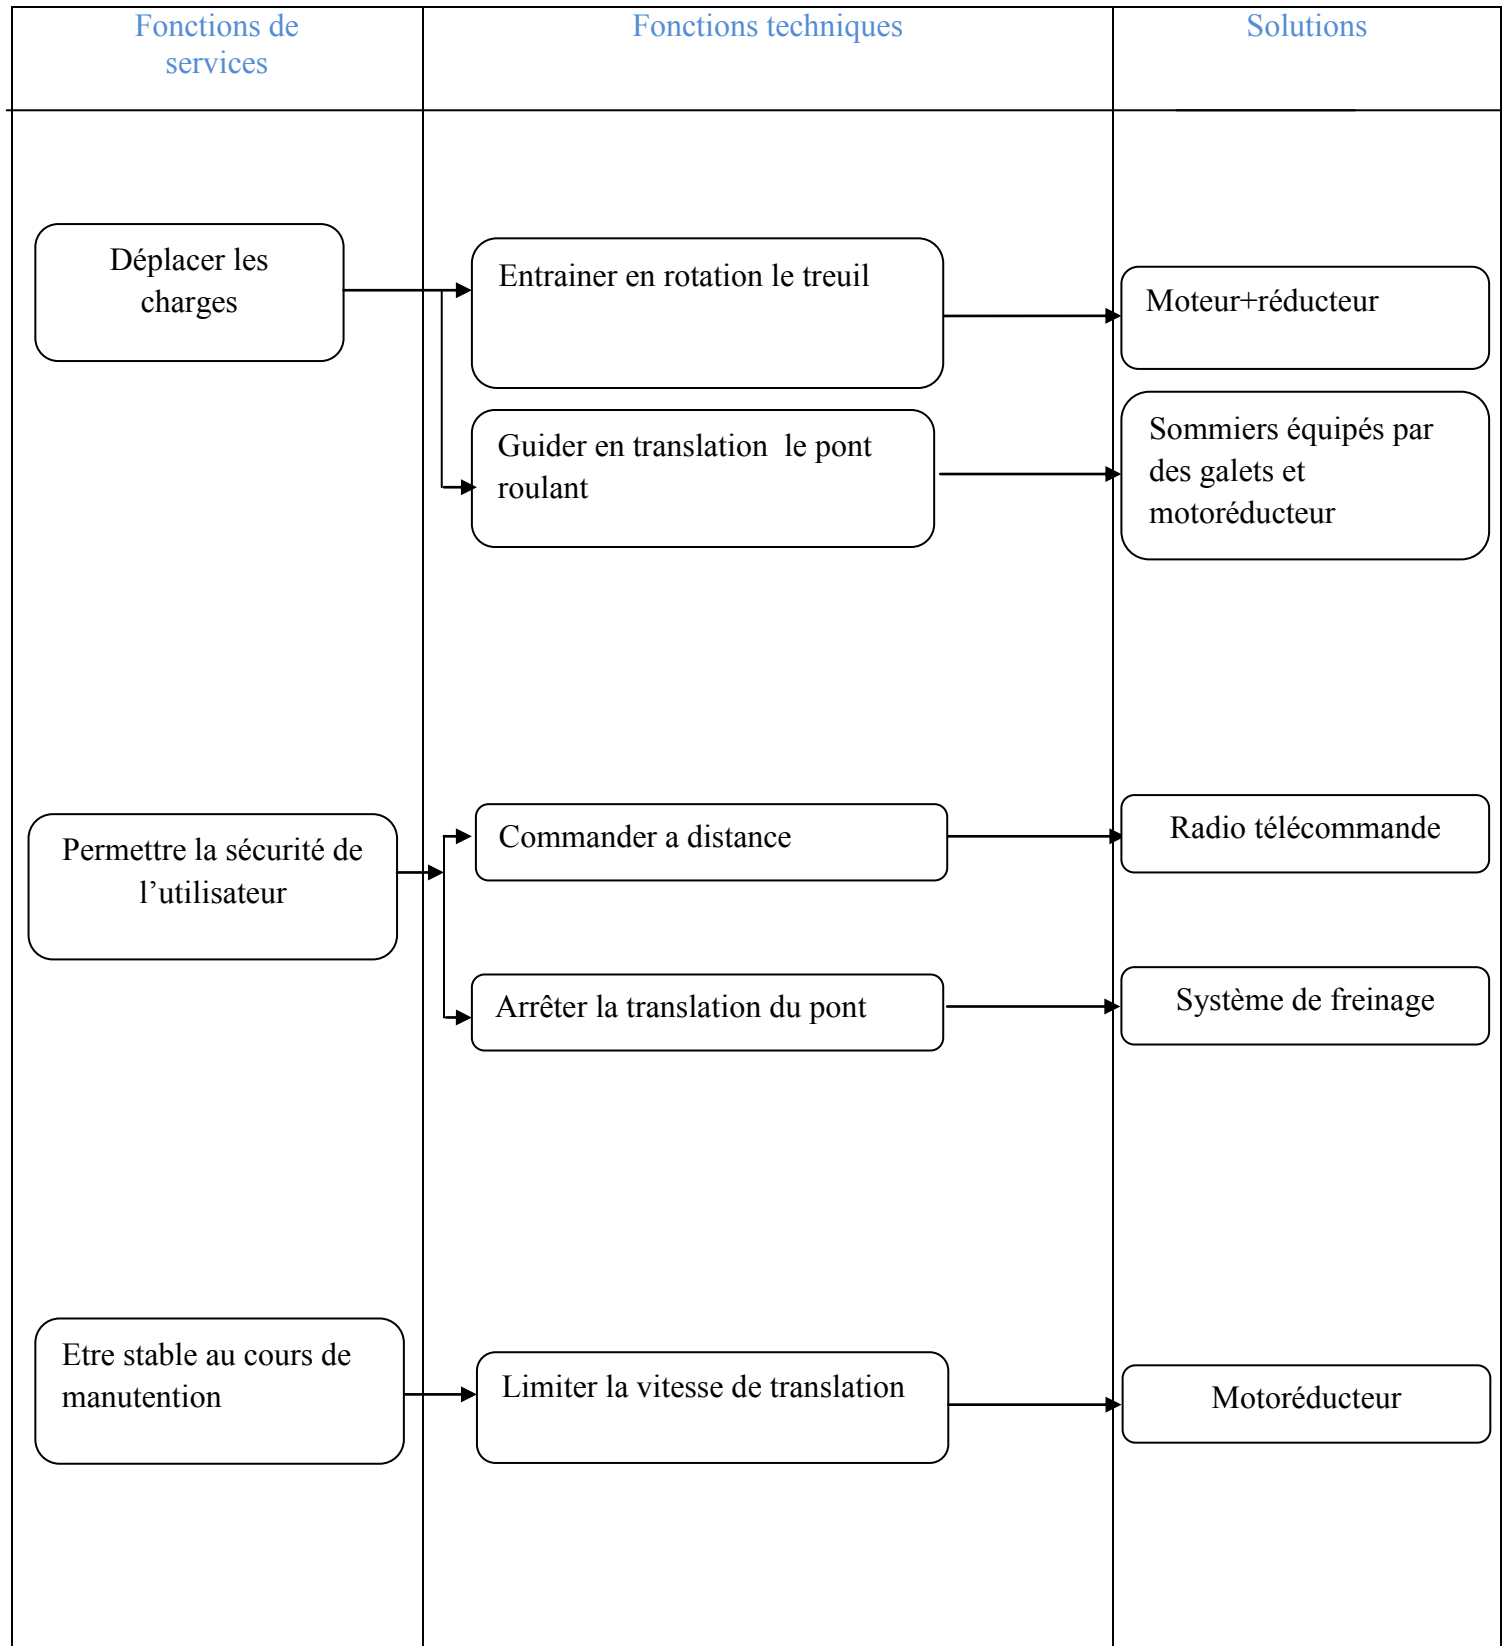 Fonctions de
services
Fonctions techniques
Solutions
Déplacer les
charges
Entrainer en rotation le treuil
Moteur+réducteur
Guider en translation le pont
roulant
Sommiers équipés par
des galets et
motoréducteur
Permettre la sécurité de
l’utilisateur
Commander a distance
Radio télécommande
Arrêter la translation du pont
Système de freinage
Etre stable au cours de
manutention
Limiter la vitesse de translation
Motoréducteur